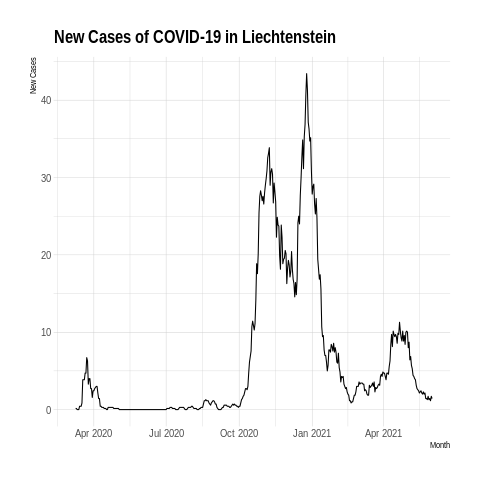 New Cases of COVID-19 in Liechtenstein
New Cases
40
30
20
10
0
Apr 2020 Jul 2020 Oct 2020 Jan 2021 Apr 2021
Month